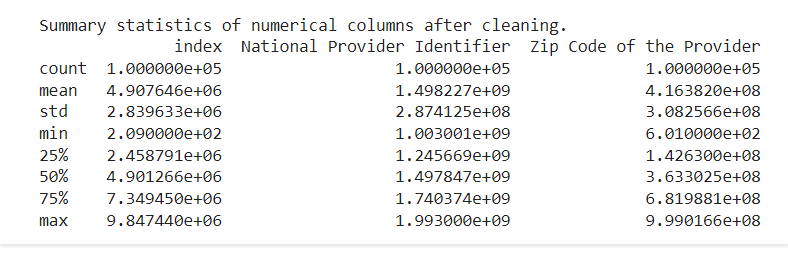 Summary statistics of numerical columns after cleaning.
index National Provider Identifier Zip Code of the Provider
count 1.000000e+05 1.000000e+05 1.000000e+05
mean 4.907646e+06 1.498227e+09 4.163820e+08
std 2.839633e+06 2.874125e+08 3.082566e+08
min 2.090000e+02 1.003001e+09 6.010000e+02
25% 2.458791e+06 1.245669e+09 1.426300e+08
50% 4.901266e+06 1.497847e+09 3.633025e+08
75% 7.349450e+06 1.740374e+09 6.819881e+08
max 9.847440e+06 1.993000e+09 9.990166e+08